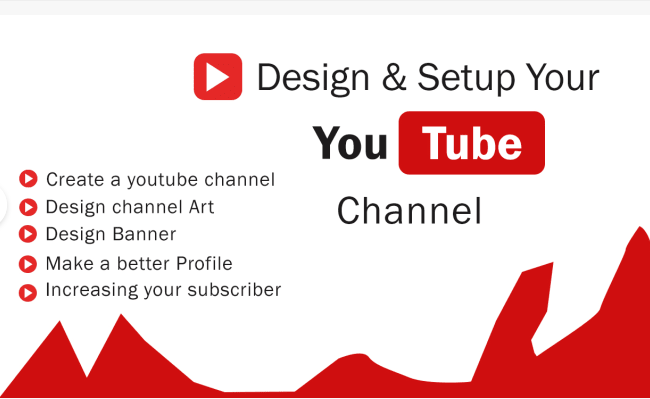 Design & Setup Your
You Tube
Channel
Create a youtube channel
Design channel Art
Design Banner
Make a better Profile
Increasing your subscriber